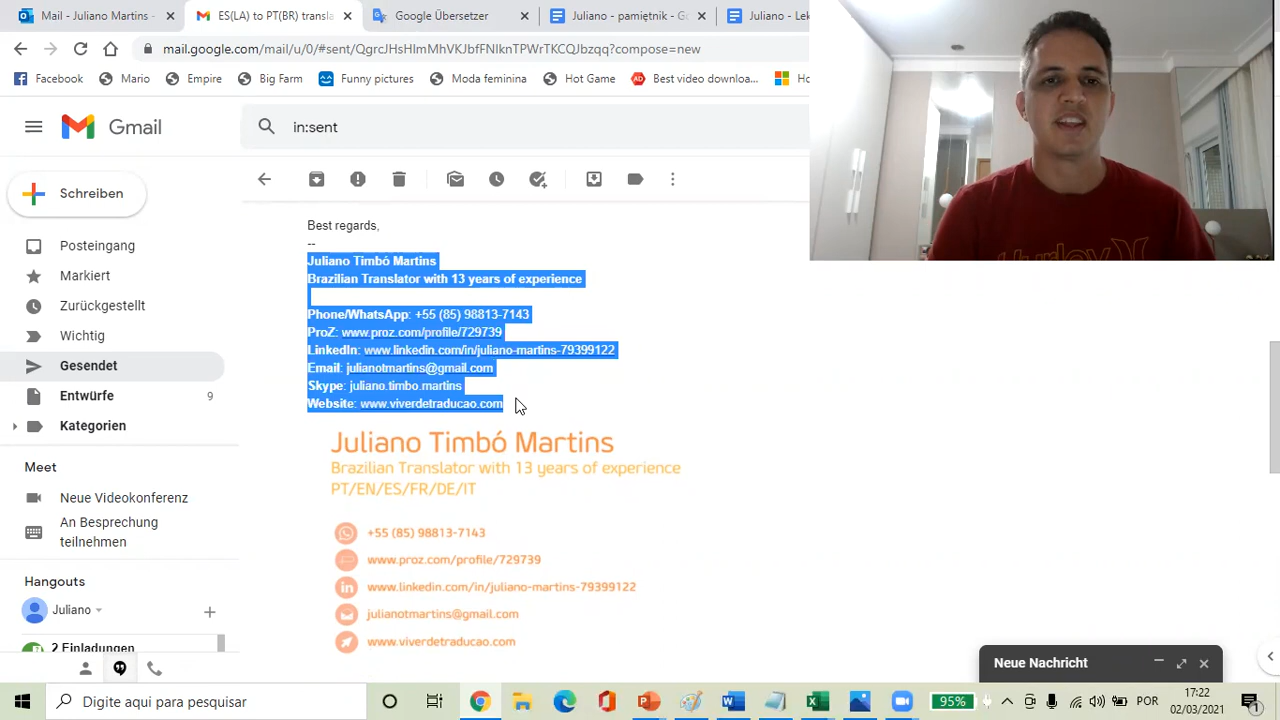 Mail - Juliano Martins -
ES(LA) to PT(BR) transla
Google Übersetzer
Juliano - pamiętnik - Go
Juliano - Lek
mail.google.com/mail/u/0/#sent/QgrcJHsHlmMhVKJbfFNlknTPWrTKCQJbzqq?compose=new
Facebook
Mario
Empire
Big Farm
Funny pictures
Moda feminina
Hot Game
Best video downloa...
Ho
Gmail
in:sent
Schreiben
Posteingang
Markiert
Zurückgestellt
Wichtig
Gesendet
Entwürfe 9
Kategorien
Meet
Neue Videokonferenz
An Besprechung
teilnehmen
Hangouts
Juliano
2 Einladungen
Best regards,
--
Juliano Timbó Martins
Brazilian Translator with 13 years of experience
Phone/WhatsApp: +55 (85) 98813-7143
ProZ: www.proz.com/profile/729739
LinkedIn: www.linkedin.com/in/juliano-martins-79399122
Email: julianotmartins@gmail.com
Skype: juliano.timbo.martins
Website: www.viverdetraducao.com
Juliano Timbó Martins
Brazilian Translator with 13 years of experience
PT/EN/ES/FR/DE/IT
+55 (85) 98813-7143
www.proz.com/profile/729739
www.linkedin.com/in/juliano-martins-79399122
julianotmartins@gmail.com
www.viverdetraducao.com
Hurley
Neue Nachricht
Digite aqui para pesquisar
95%
POR
17:22
02/03/2021